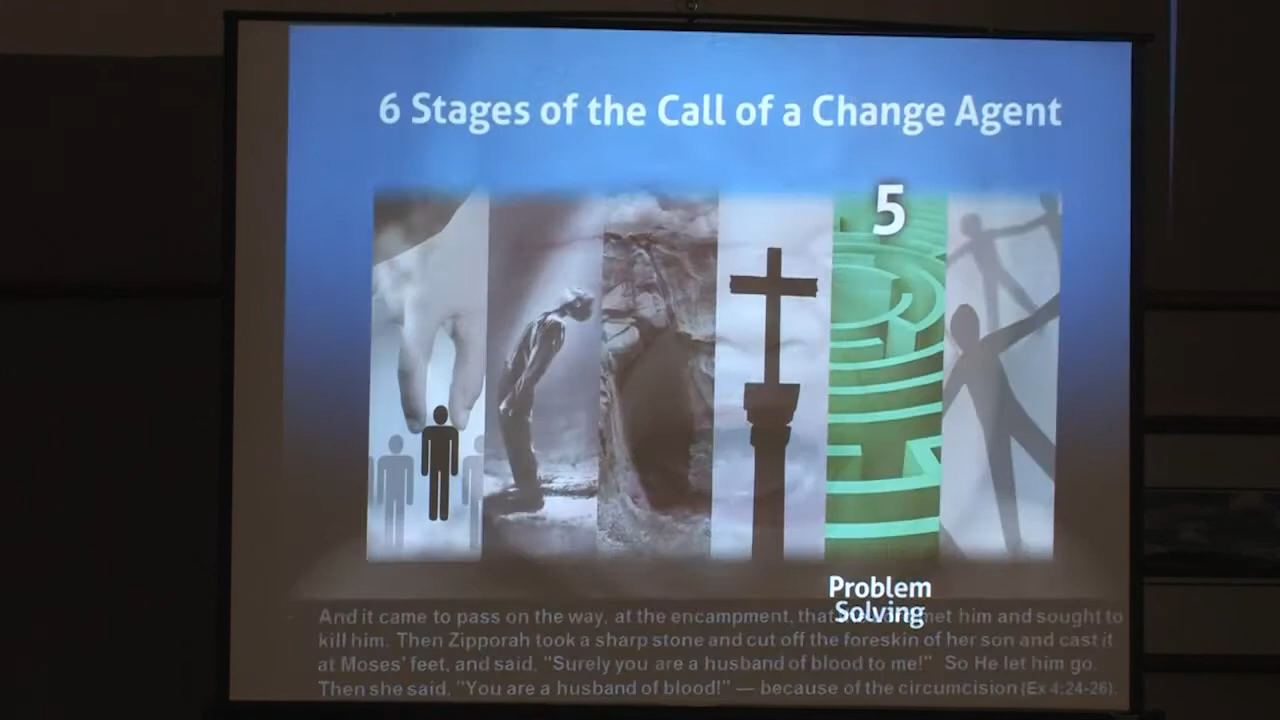 6 Stages of the Call of a Change Agent
5
Problem
Solving
And it came to pass on the way, at the encampment, that met him and sought to
kill him. Then Zipporah took a sharp stone and cut off the foreskin of her son and cast it
at Moses' feet, and said, "Surely you are a husband of blood to me!" So He let him go.
Then she said, "You are a husband of blood!" — because of the circumcision (Ex 4:24-26).